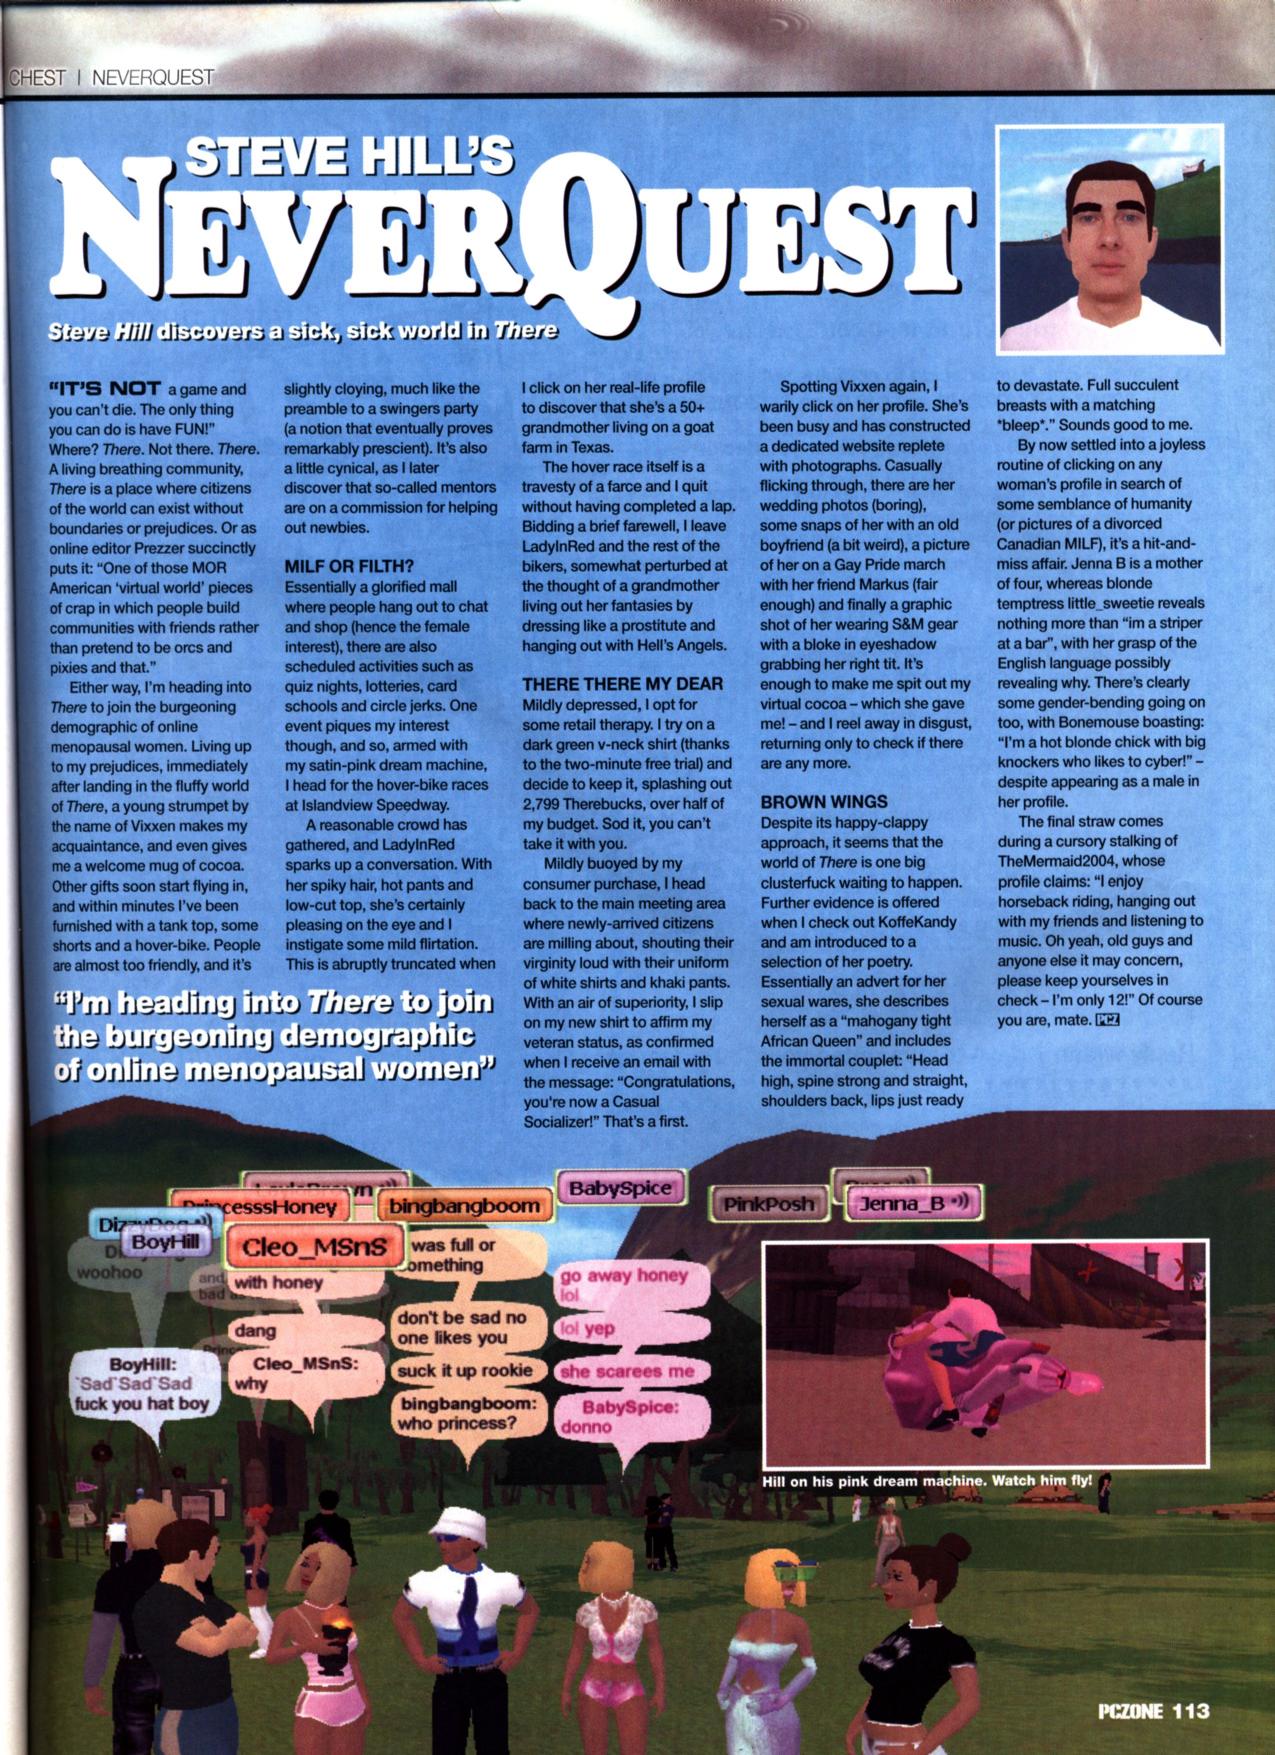 CHEST | NEVERQUEST
STEVE HILL'S
NEVERQUEST
Steve Hill discovers a sick, sick world in There
"IT'S NOT a game and
you can't die. The only thing
you can do is have FUN!"
Where? There. Not there. There.
A living breathing community,
There is a place where citizens
of the world can exist without
boundaries or prejudices. Or as
online editor Prezzer succinctly
puts it: "One of those MOR
American 'virtual world' pieces
of crap in which people build
communities with friends rather
than pretend to be orcs and
pixies and that."
Either way, I'm heading into
There to join the burgeoning
demographic of online
menopausal women. Living up
to my prejudices, immediately
after landing in the fluffy world
of There, a young strumpet by
the name of Vixxen makes my
acquaintance, and even gives
me a welcome mug of cocoa.
Other gifts soon start flying in,
and within minutes I've been
furnished with a tank top, some
shorts and a hover-bike. People
are almost too friendly, and it's
slightly cloying, much like the
preamble to a swingers party
(a notion that eventually proves
remarkably prescient). It's also
a little cynical, as I later
discover that so-called mentors
are on a commission for helping
out newbies.
MILF OR FILTH?
Essentially a glorified mall
where people hang out to chat
and shop (hence the female
interest), there are also
scheduled activities such as
quiz nights, lotteries, card
schools and circle jerks. One
event piques my interest
though, and so, armed with
my satin-pink dream machine,
I head for the hover-bike races
at Islandview Speedway.
A reasonable crowd has
gathered, and LadyInRed
sparks up a conversation. With
her spiky hair, hot pants and
low-cut top, she's certainly
pleasing on the eye and I
instigate some mild flirtation.
This is abruptly truncated when
"I'm heading into There to join
the burgeoning demographic
of online menopausal women"
I click on her real-life profile
to discover that she's a 50+
grandmother living on a goat
farm in Texas.
The hover race itself is a
travesty of a farce and I quit
without having completed a lap.
Bidding a brief farewell, I leave
LadyInRed and the rest of the
bikers, somewhat perturbed at
the thought of a grandmother
living out her fantasies by
dressing like a prostitute and
hanging out with Hell's Angels.
THERE THERE MY DEAR
Mildly depressed, I opt for
some retail therapy. I try on a
dark green v-neck shirt (thanks
to the two-minute free trial) and
decide to keep it, splashing out
2,799 Therebucks, over half of
my budget. Sod it, you can't
take it with you.
Mildly buoyed by my
consumer purchase, I head
back to the main meeting area
where newly-arrived citizens
are milling about, shouting their
virginity loud with their uniform
of white shirts and khaki pants.
With an air of superiority, I slip
on my new shirt to affirm my
veteran status, as confirmed
when I receive an email with
the message: "Congratulations,
you're now a Casual
Socializer!" That's a first.
Spotting Vixxen again, I
warily click on her profile. She's
been busy and has constructed
a dedicated website replete
with photographs. Casually
flicking through, there are her
wedding photos (boring),
some snaps of her with an old
boyfriend (a bit weird), a picture
of her on a Gay Pride march
with her friend Markus (fair
enough) and finally a graphic
shot of her wearing S&M gear
with a bloke in eyeshadow
grabbing her right tit. It's
enough to make me spit out my
virtual cocoa – which she gave
me! – and I reel away in disgust,
returning only to check if there
are any more.
BROWN WINGS
Despite its happy-clappy
approach, it seems that the
world of There is one big
clusterfuck waiting to happen.
Further evidence is offered
when I check out KoffeKandy
and am introduced to a
selection of her poetry.
Essentially an advert for her
sexual wares, she describes
herself as a "mahogany tight
African Queen" and includes
the immortal couplet: "Head
high, spine strong and straight,
shoulders back, lips just ready
to devastate. Full succulent
breasts with a matching
*bleep*." Sounds good to me.
By now settled into a joyless
routine of clicking on any
woman's profile in search of
some semblance of humanity
(or pictures of a divorced
Canadian MILF), it's a hit-and-
miss affair. Jenna B is a mother
of four, whereas blonde
temptress little_sweetie reveals
nothing more than "im a striper
at a bar", with her grasp of the
English language possibly
revealing why. There's clearly
some gender-bending going on
too, with Bonemouse boasting:
"I'm a hot blonde chick with big
knockers who likes to cyber!" –
despite appearing as a male in
her profile.
The final straw comes
during a cursory stalking of
TheMermaid2004, whose
profile claims: "I enjoy
horseback riding, hanging out
with my friends and listening to
music. Oh yeah, old guys and
anyone else it may concern,
please keep yourselves in
check – I'm only 12!" Of course
you are, mate. PCZ
DizzyDog
BoyHill
woohoo
BoyHill:
`Sad`Sad`Sad
fuck you hat boy
Cleo_MSnS
and
bad
with honey
dang
Cleo_MSnS:
why
bingbangboom
was full or
omething
don't be sad no
one likes you
suck it up rookie
bingbangboom:
who princess?
BabySpice
go away honey
lol
lol yep
she scarees me
BabySpice:
donno
PinkPosh
Jenna_B
Hill on his pink dream machine. Watch him fly!
PCZONE 113